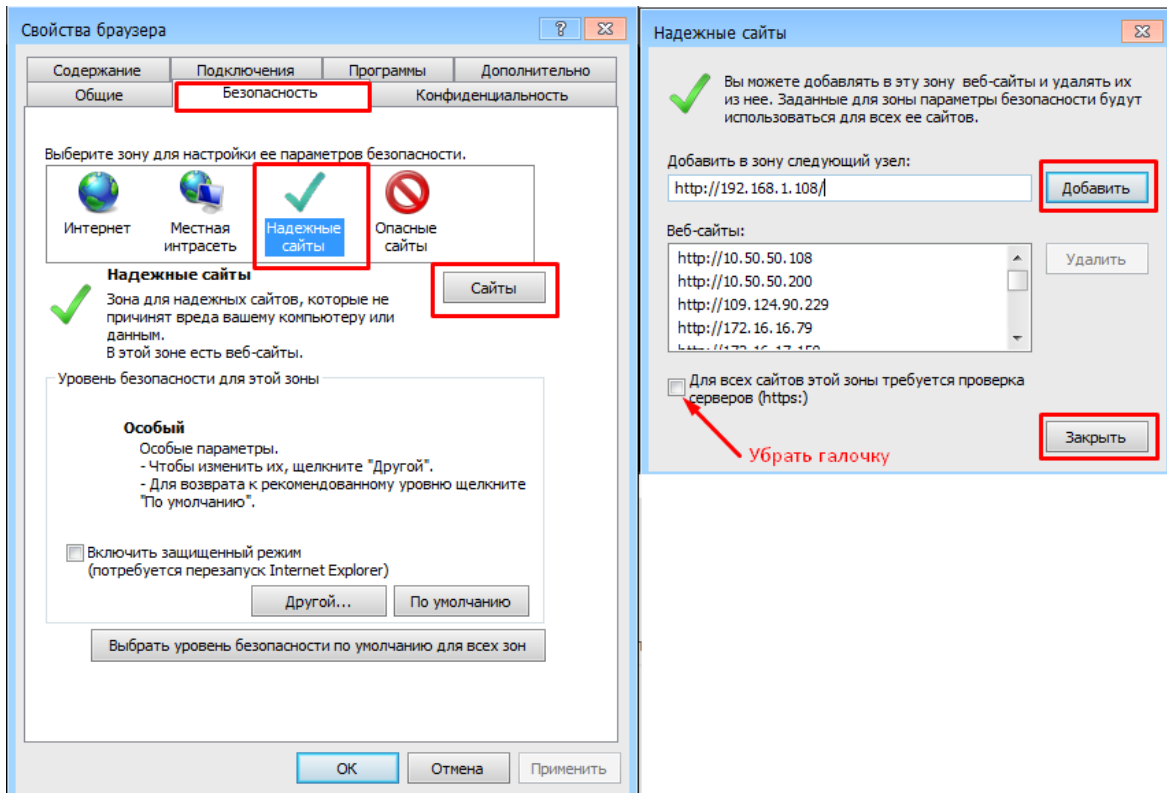 Свойства браузера
Содержание Подключения Программы Дополнительно
Общие Безопасность Конфиденциальность
Выберите зону для настройки ее параметров безопасности.
Интернет
Местная
интрасеть
Надежные
сайты
Опасные
сайты
Надежные сайты
Сайты
Зона для надежных сайтов, которые не
причинят вреда вашему компьютеру или
данным.
В этой зоне есть веб-сайты.
Уровень безопасности для этой зоны
Особый
Особые параметры.
- Чтобы изменить их, щелкните "Другой".
- Для возврата к рекомендованному уровню щелкните
"По умолчанию".
Включить защищенный режим
(потребуется перезапуск Internet Explorer)
Другой... По умолчанию
Выбрать уровень безопасности по умолчанию для всех зон
ОК Отмена Применить
Надежные сайты
Вы можете добавлять в эту зону веб-сайты и удалять их
из нее. Заданные для зоны параметры безопасности будут
использоваться для всех ее сайтов.
Добавить в зону следующий узел:
http://192.168.1.108/ Добавить
Веб-сайты:
http://10.50.50.108 Удалить
http://10.50.50.200
http://109.124.90.229
http://172.16.16.79
http://172.16.17.150
Для всех сайтов этой зоны требуется проверка
серверов (https:)
Закрыть
Убрать галочку